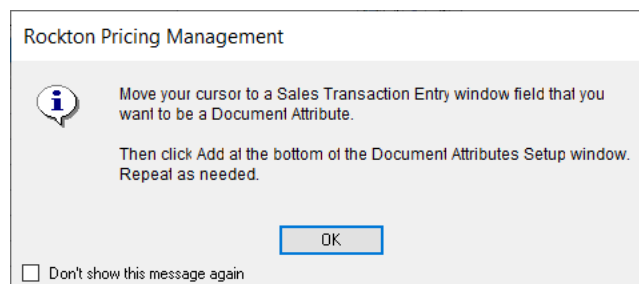 Rockton Pricing Management
Move your cursor to a Sales Transaction Entry window field that you
want to be a Document Attribute.
Then click Add at the bottom of the Document Attributes Setup window.
Repeat as needed.
OK
Don't show this message again